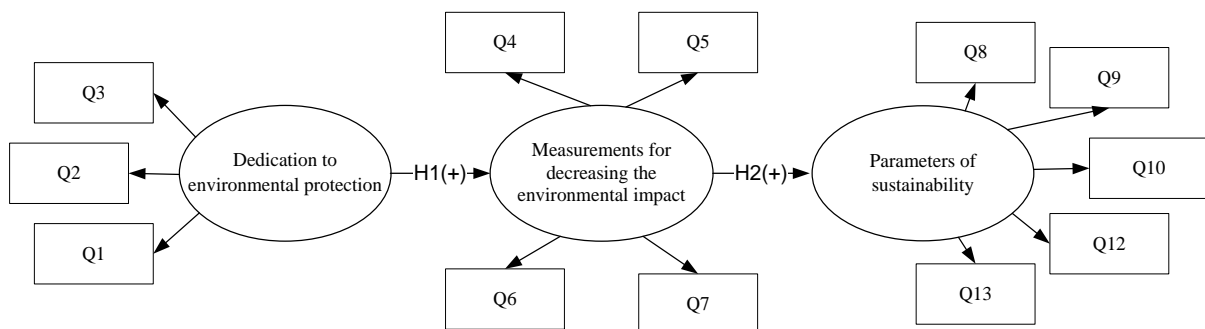 Q3
Q2
Q1
Dedication to
environmental protection
H1(+)
Q4
Q5
Measurements for
decreasing the
environmental impact
Q6
Q7
H2(+)
Q8
Q9
Parameters of
sustainability
Q10
Q12
Q13